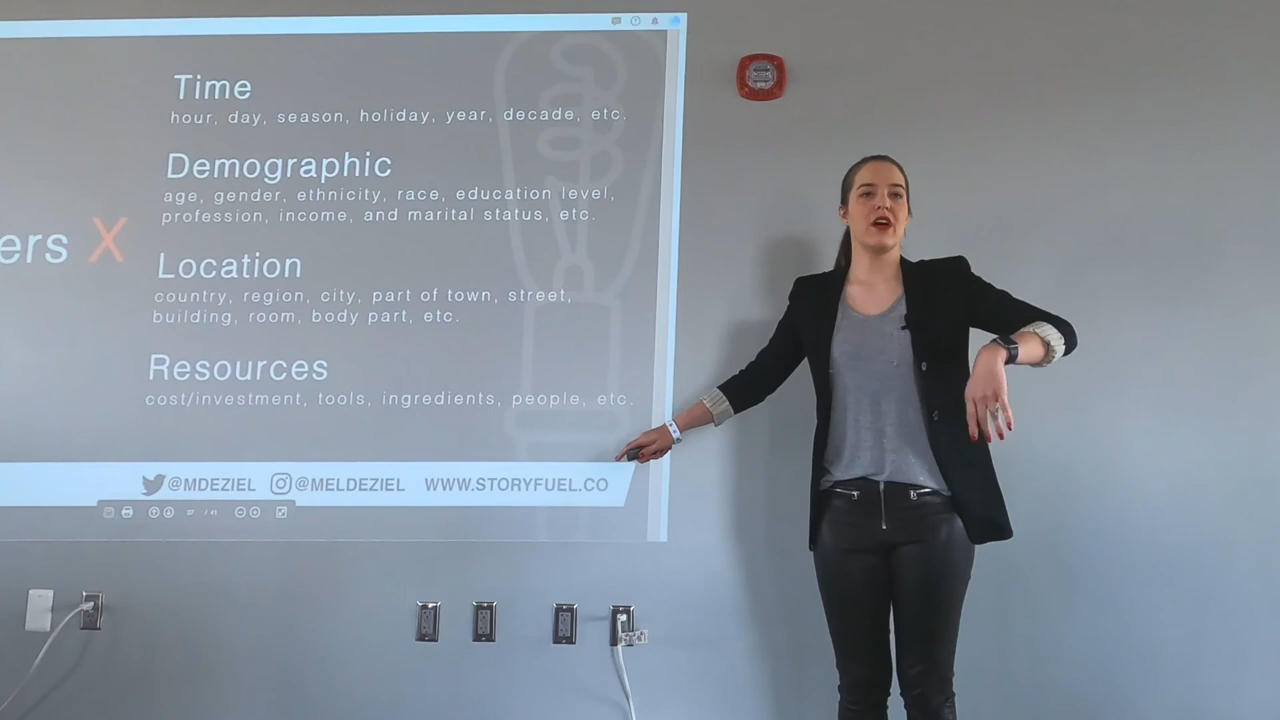 Time
hour, day, season, holiday, year, decade, etc.
Demographic
age, gender, ethnicity, race, education level,
profession, income, and marital status, etc.
ers X
Location
country, region, city, part of town, street,
building, room, body part, etc.
Resources
cost/investment, tools, ingredients, people, etc.
@MDEZIEL @MELDEZIEL WWW.STORYFUEL.CO